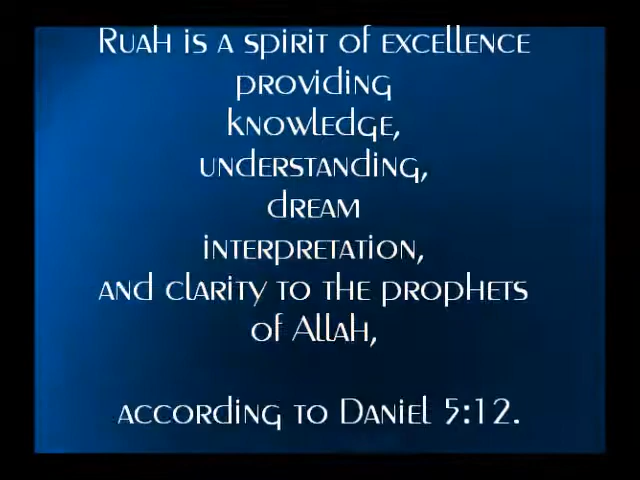 Ruah is a spirit of excellence
providing
knowledge,
understanding,
dream
interpretation,
and clarity to the prophets
of Allah,
according to Daniel 5:12.